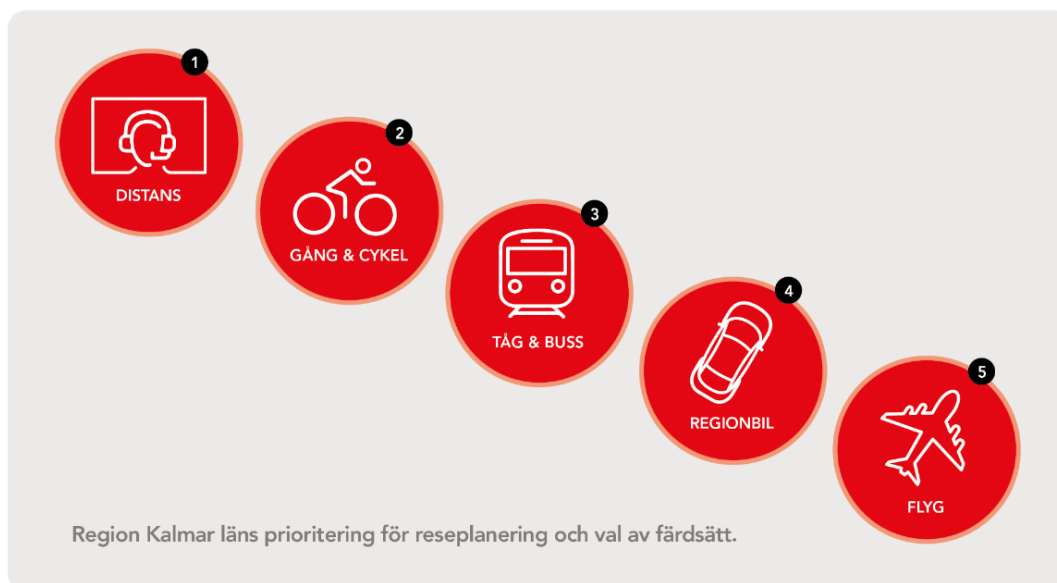 1
DISTANS
2
GÅNG & CYKEL
3
TÅG & BUSS
4
REGIONBIL
5
FLYG
Region Kalmar läns prioritering för reseplanering och val av färdsätt.